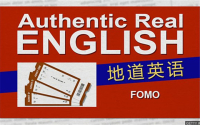 Authentic Real
ENGLISH
地道英语
FOMO